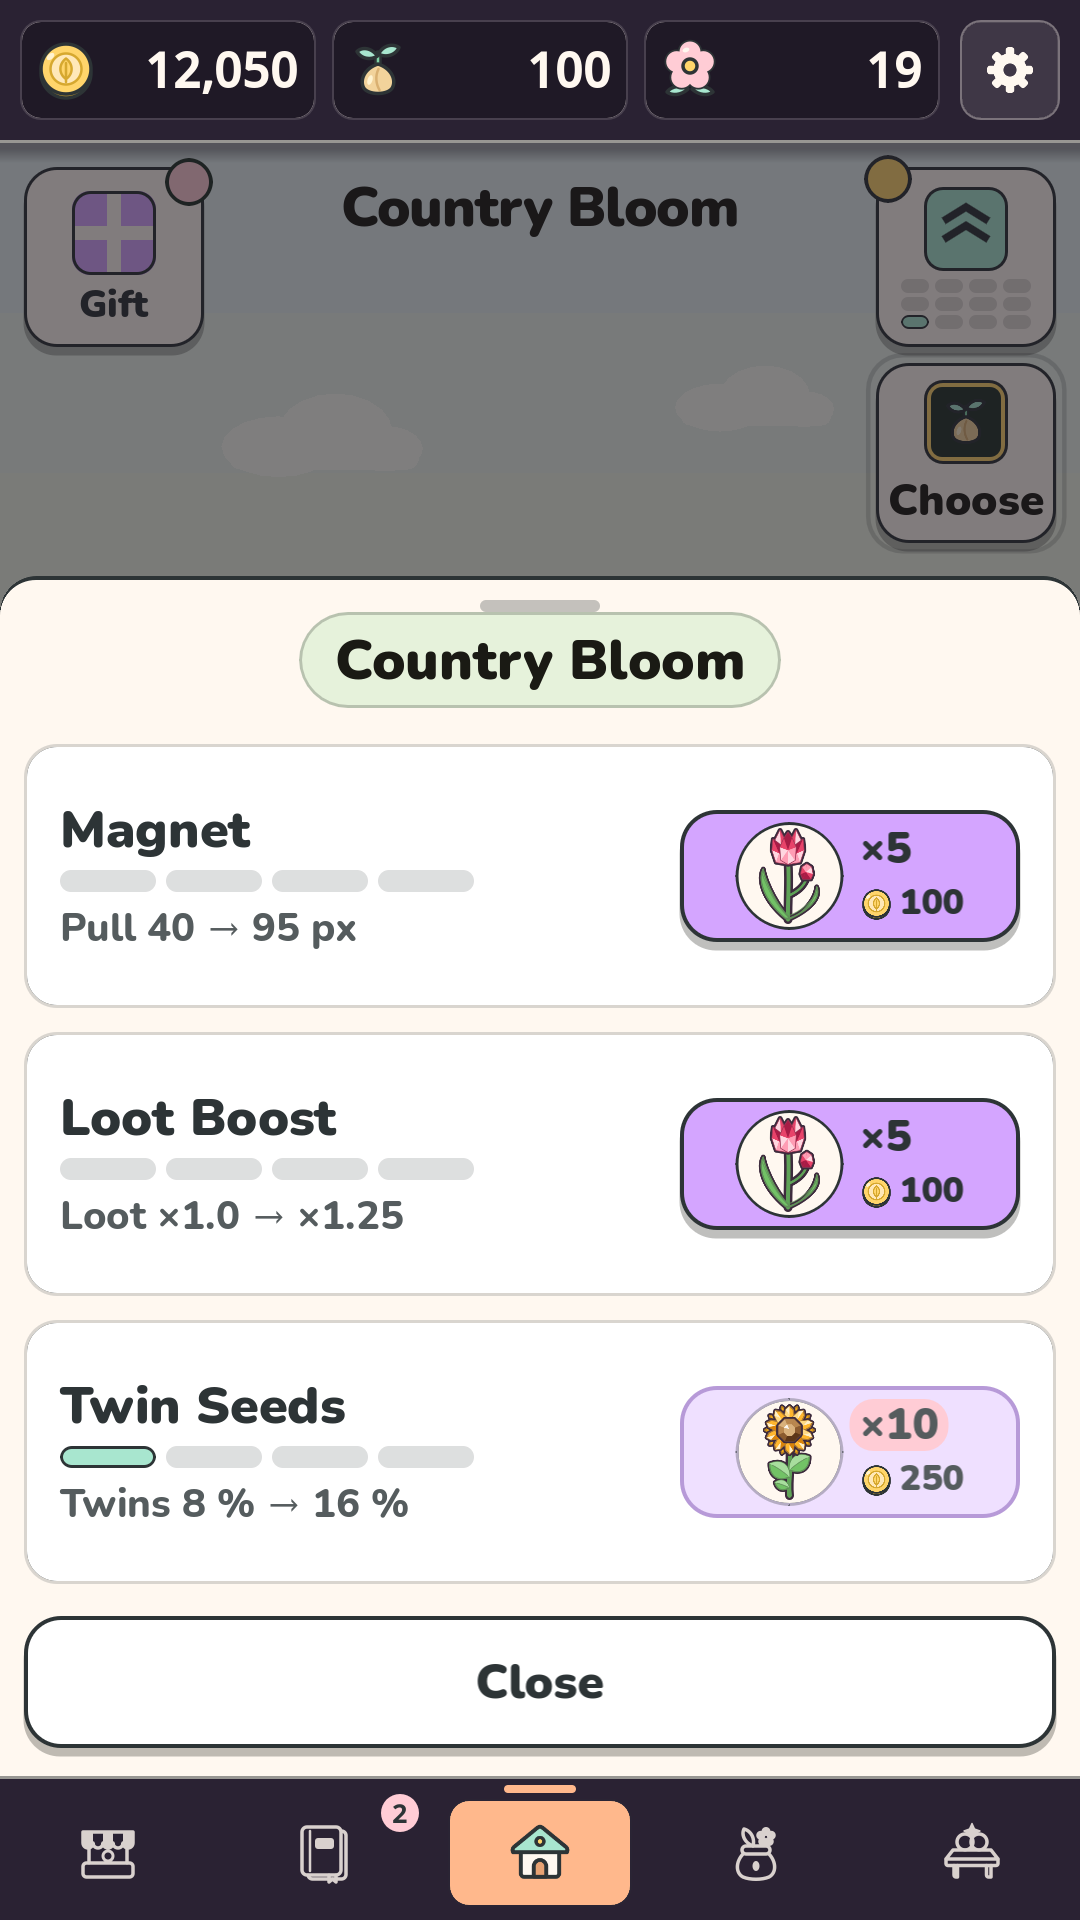 12,050
100
19
Country Bloom
Gift
Choose
Country Bloom
Magnet
Pull 40 → 95 px
×5
100
Loot Boost
Loot ×1.0 → ×1.25
×5
100
Twin Seeds
Twins 8 % → 16 %
×10
250
Close
2